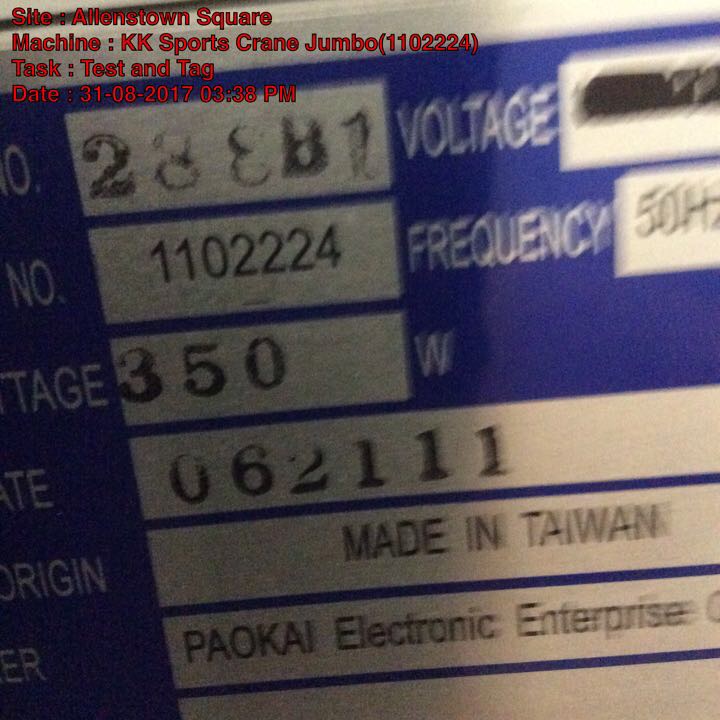 Site : Allenstown Square
Machine : KK Sports Crane Jumbo(1102224)
Task : Test and Tag
Date : 31-08-2017 03:38 PM
NO. VOLTAGE
NO. 1102224 FREQUENCY 50Hz
TTAGE 350 W
ATE 062111
ORIGIN MADE IN TAIWAN
ER PAOKAI Electronic Enterprise